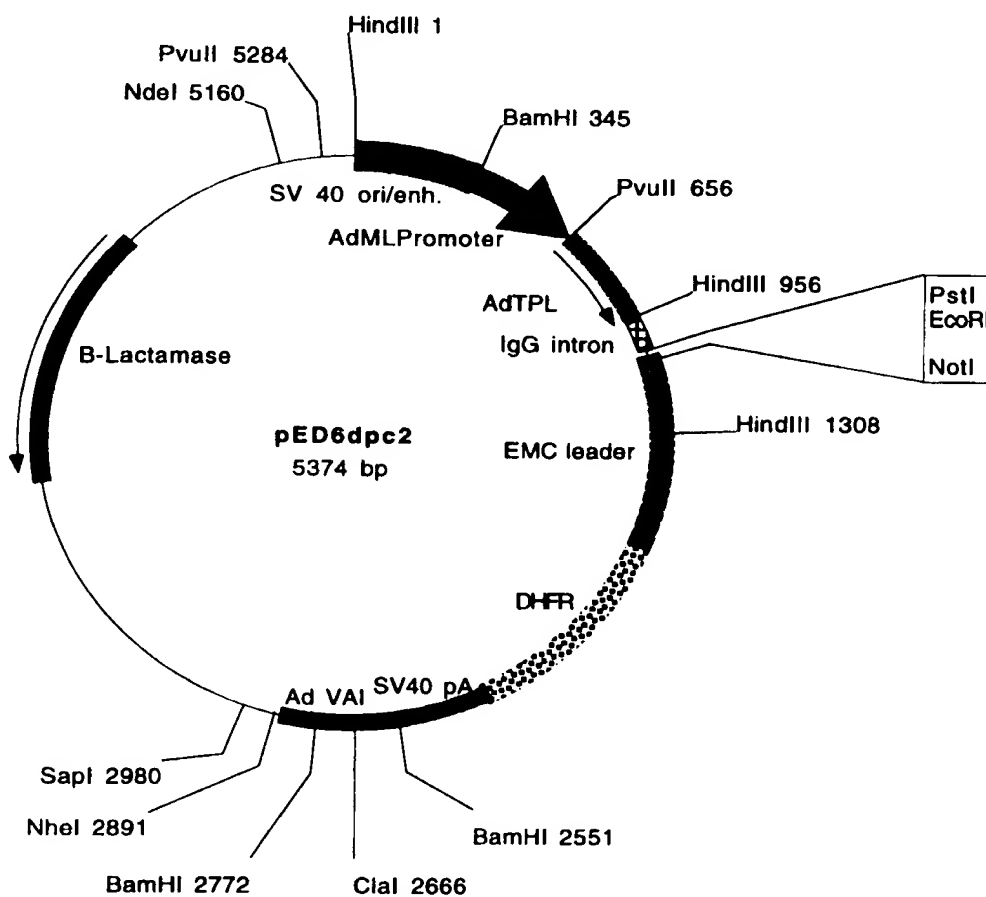 HindIII 1
PvuII 5284
NdeI 5160
BamHI 345
SV 40 ori/enh.
PvuII 656
AdMLPromoter
HindIII 956
AdTPL
PstI
EcoRI
IgG intron
NotI
B-Lactamase
pED6dpc2
5374 bp
EMC leader
HindIII 1308
DHFR
Ad VAI
SV40 pA
SapI 2980
NheI 2891
BamHI 2551
BamHI 2772
ClaI 2666